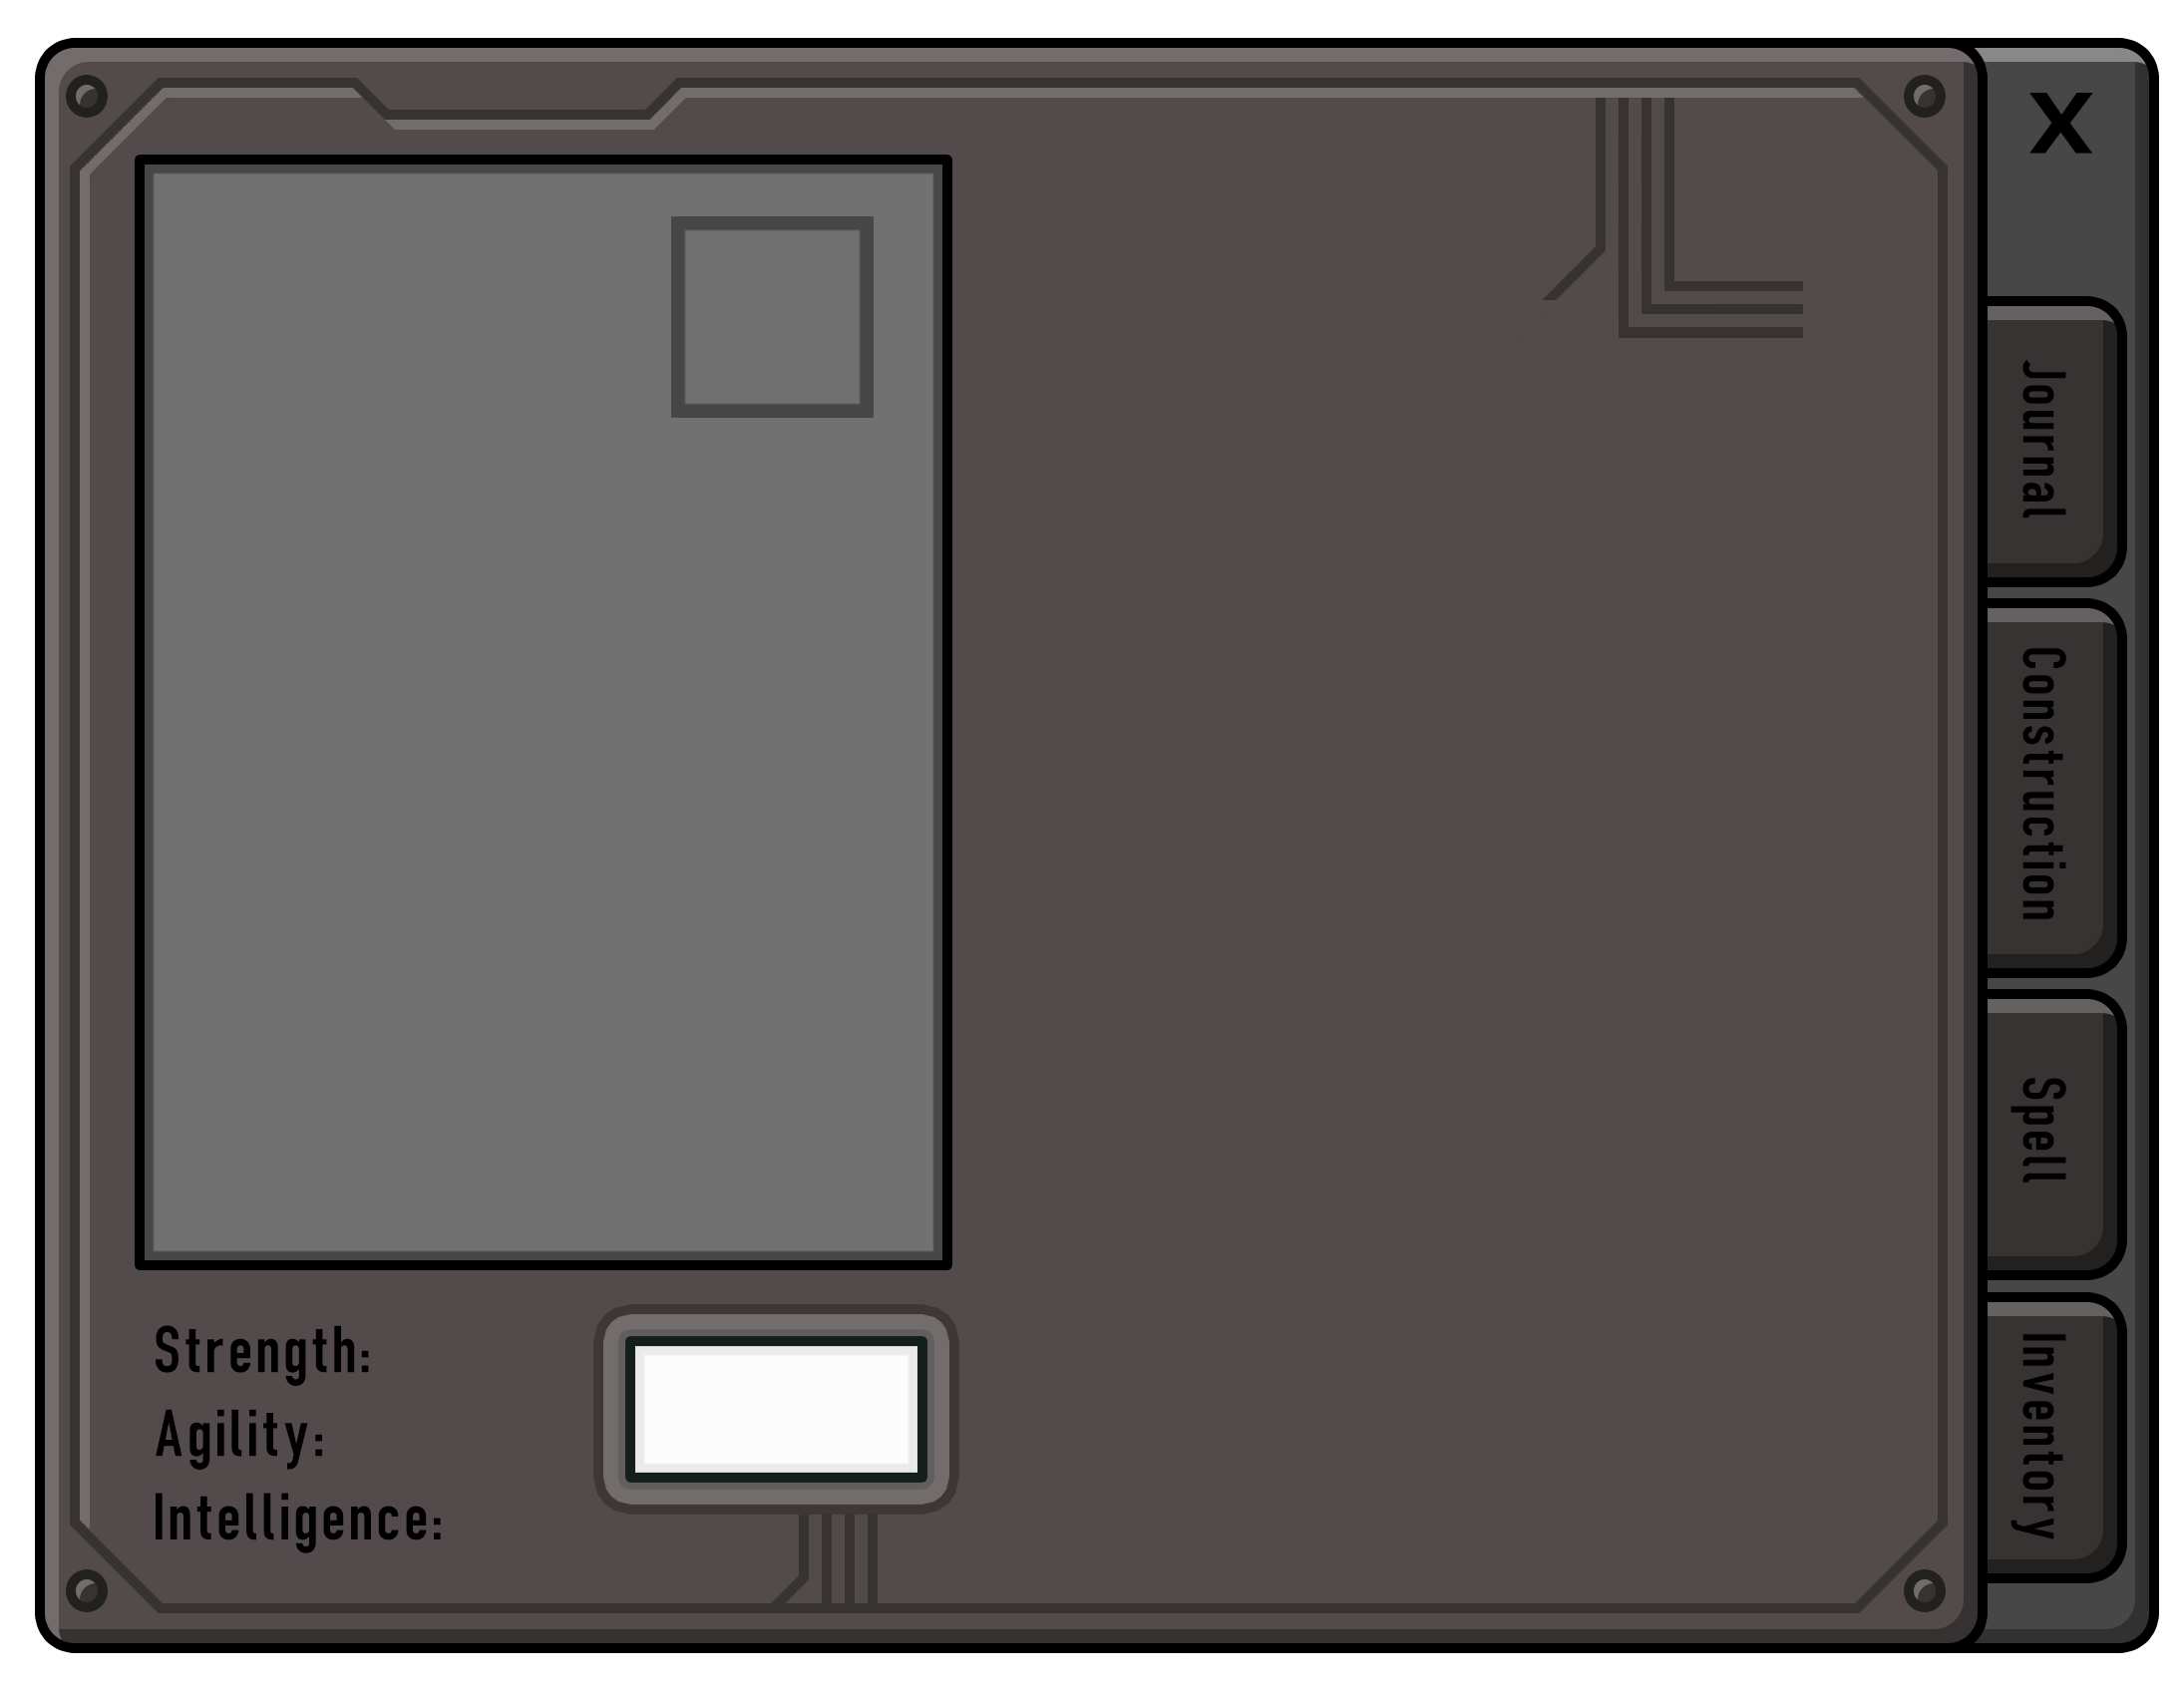 X
Journal
Construction
Spell
Inventory
Strength:
Agility:
Intelligence: